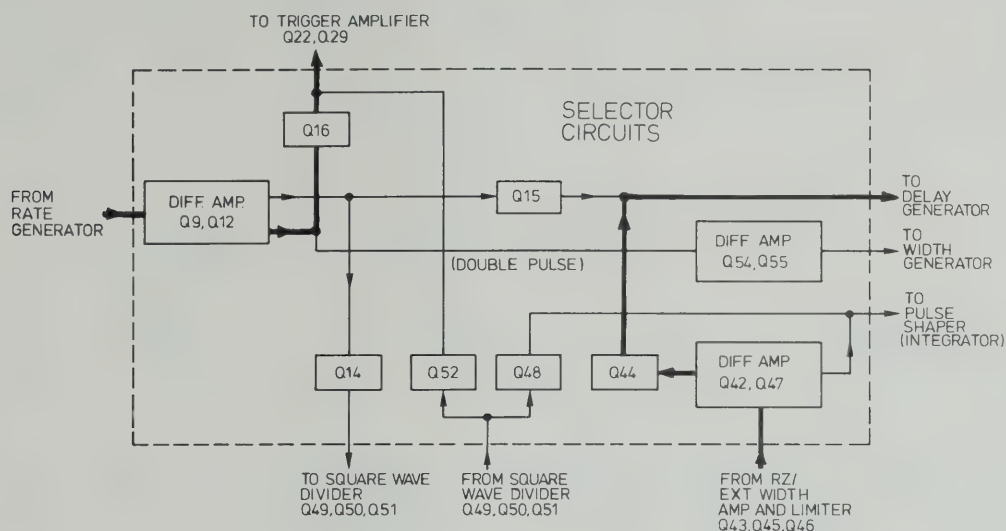 TO TRIGGER AMPLIFIER
Q22,Q29
SELECTOR
CIRCUITS
Q16
FROM
RATE
GENERATOR
DIFF. AMP.
Q9,Q12
Q15
TO
DELAY
GENERATOR
(DOUBLE PULSE)
DIFF AMP
Q54,Q55
TO
WIDTH
GENERATOR
TO
PULSE
SHAPER
(INTEGRATOR)
Q14
Q52
Q48
Q44
DIFF AMP
Q42,Q47
TO SQUARE WAVE
DIVIDER
Q49,Q50,Q51
FROM SQUARE
WAVE DIVIDER
Q49,Q50,Q51
FROM RZ/
EXT WIDTH
AMP AND LIMITER
Q43,Q45,Q46